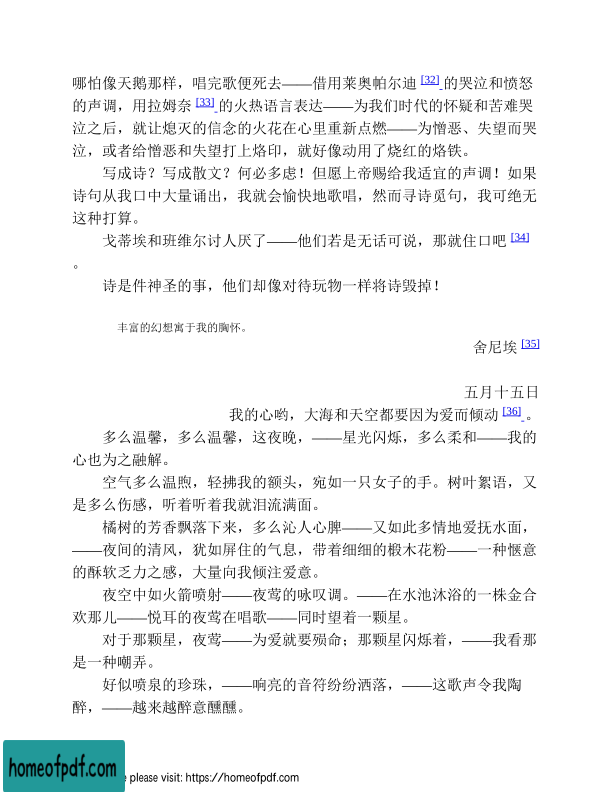 哪怕像天鹅那样，唱完歌便死去——借用莱奥帕尔迪 [32] 的哭泣和愤怒
的声调，用拉姆奈 [33] 的火热语言表达——为我们时代的怀疑和苦难哭
泣之后，就让熄灭的信念的火花在心里重新点燃——为憎恶、失望而哭
泣，或者给憎恶和失望打上烙印，就好像动用了烧红的烙铁。
写成诗？写成散文？何必多虑！但愿上帝赐给我适宜的声调！如果
诗句从我口中大量诵出，我就会愉快地歌唱，然而寻诗觅句，我可绝无
这种打算。
戈蒂埃和班维尔讨人厌了——他们若是无话可说，那就住口吧 [34]
。
诗是件神圣的事，他们却像对待玩物一样将诗毁掉！
丰富的幻想寓于我的胸怀。
舍尼埃 [35]
五月十五日
我的心哟，大海和天空都要因为爱而倾动 [36] 。
多么温馨，多么温馨，这夜晚，——星光闪烁，多么柔和——我的
心也为之融解。
空气多么温煦，轻拂我的额头，宛如一只女子的手。树叶絮语，又
是多么伤感，听着听着我就泪流满面。
橘树的芳香飘落下来，多么沁人心脾——又如此多情地爱抚水面，
——夜间的清风，犹如屏住的气息，带着细细的椴木花粉——一种惬意
的酥软乏力之感，大量向我倾注爱意。
夜空中如火箭喷射——夜莺的咏叹调。——在水池沐浴的一株金合
欢那儿——悦耳的夜莺在唱歌——同时望着一颗星。
对于那颗星，夜莺——为爱就要殒命；那颗星闪烁着，——我看那
是一种嘲弄。
好似喷泉的珍珠，——响亮的音符纷纷洒落，——这歌声令我陶
醉，——越来越醉意醺醺。
homeofpdf.com
e please visit: https://homeofpdf.com